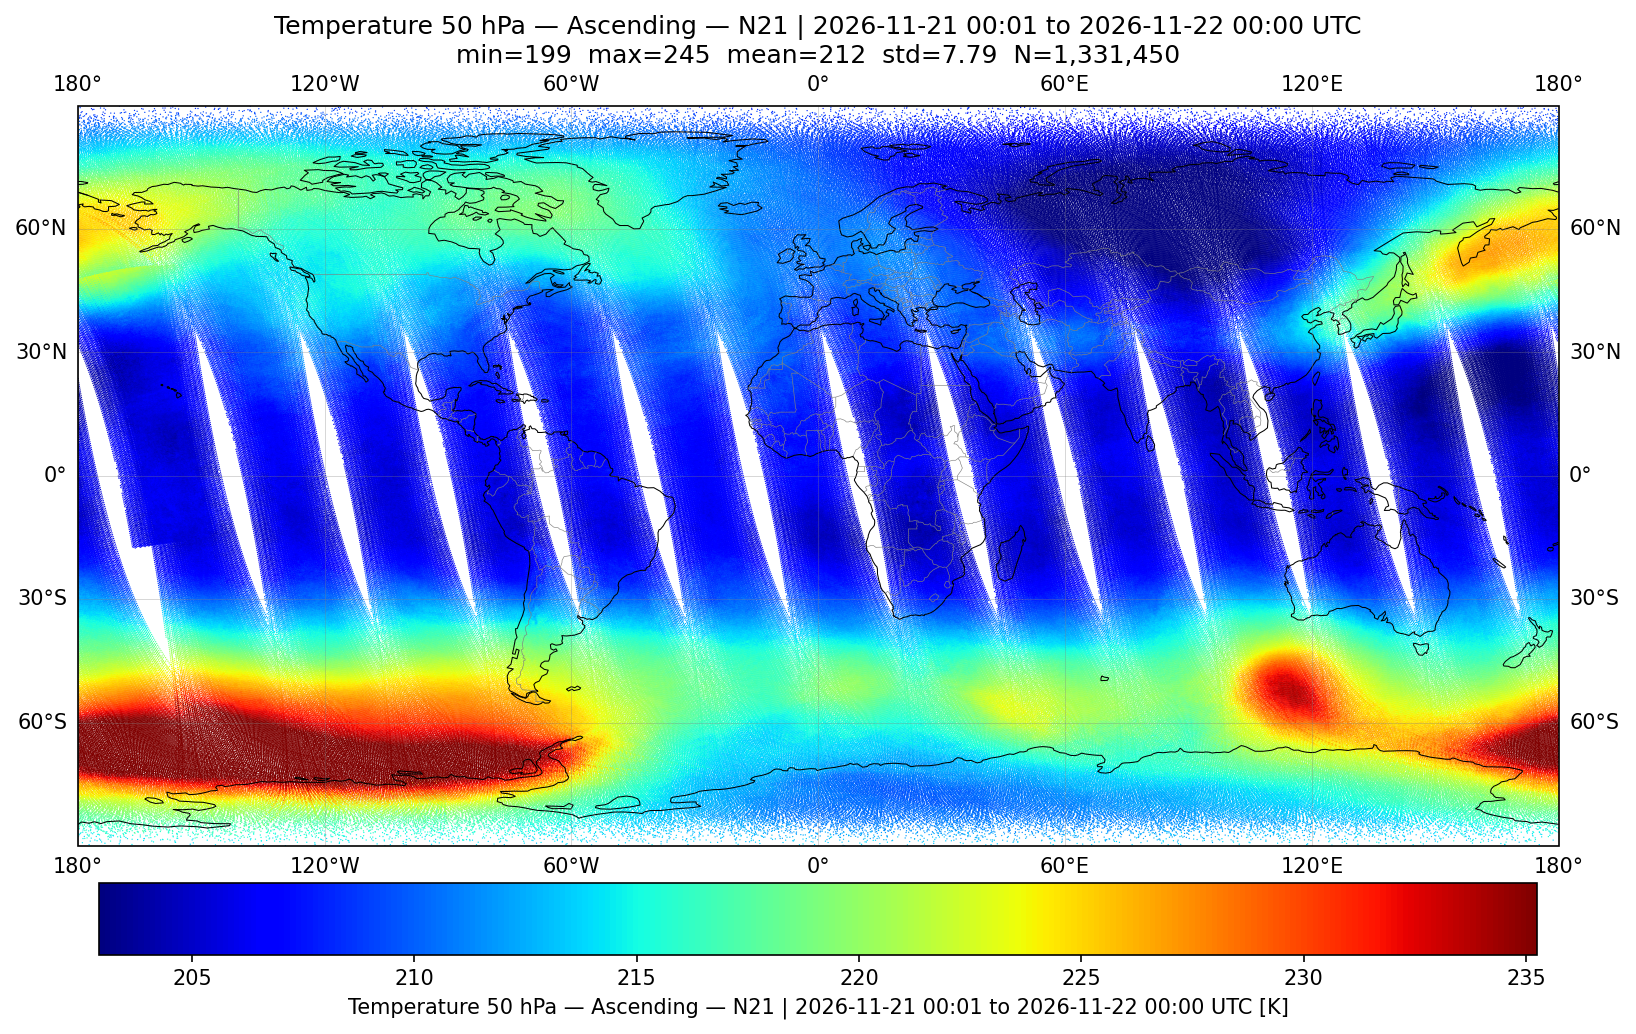 Temperature 50 hPa — Ascending — N21 | 2026-11-21 00:01 to 2026-11-22 00:00 UTC
min=199 max=245 mean=212 std=7.79 N=1,331,450
180° 120°W 60°W 0° 60°E 120°E 180°
60°N 60°N
30°N 30°N
0° 0°
30°S 30°S
60°S 60°S
180° 120°W 60°W 0° 60°E 120°E 180°
205 210 215 220 225 230 235
Temperature 50 hPa — Ascending — N21 | 2026-11-21 00:01 to 2026-11-22 00:00 UTC [K]